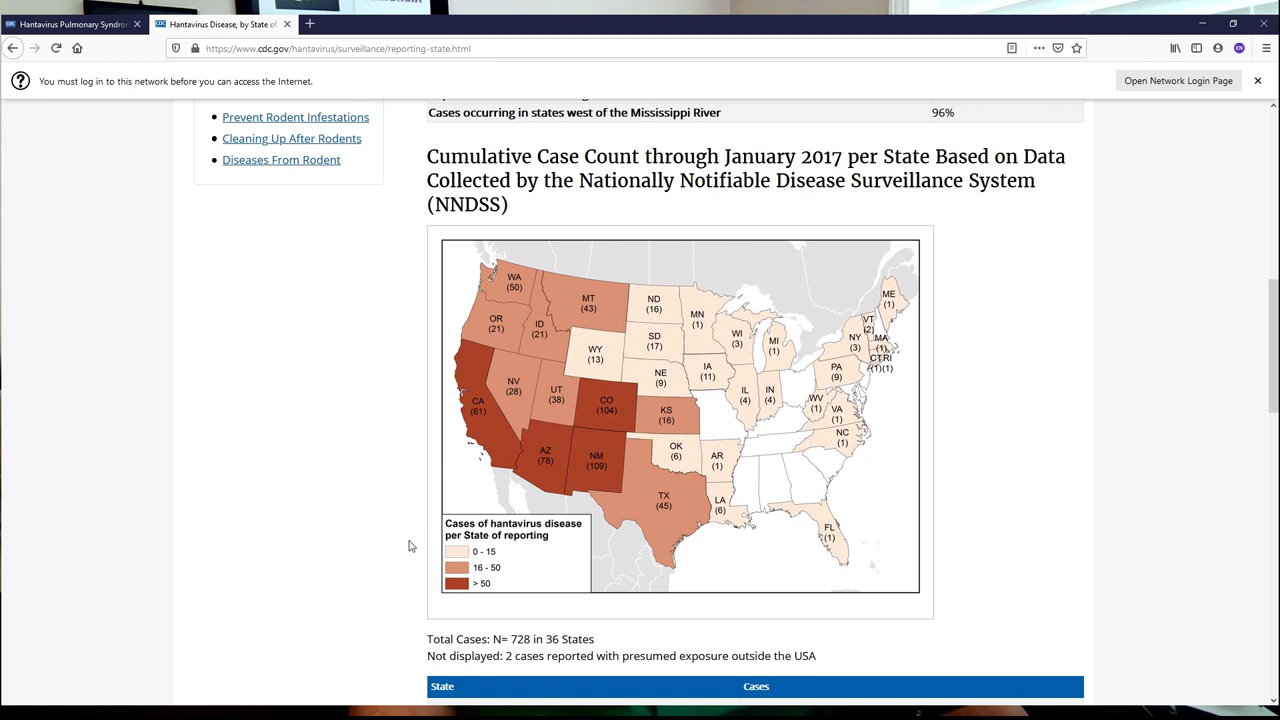 Hantavirus Pulmonary Syndro
Hantavirus Disease, by State of
https://www.cdc.gov/hantavirus/surveillance/reporting-state.html
EN
You must log in to this network before you can access the Internet.
Open Network Login Page
Prevent Rodent Infestations
Cleaning Up After Rodents
Diseases From Rodent
Cases occurring in states west of the Mississippi River 96%
Cumulative Case Count through January 2017 per State Based on Data
Collected by the Nationally Notifiable Disease Surveillance System
(NNDSS)
WA
(50)
MT
(43)
ND
(16)
MN
(1)
ME
(1)
OR
(21)
ID
(21)
SD
(17)
WI
(3)
MI
(1)
VT
(2)
NY
(3)
MA
(1)
WY
(13)
CT RI
(1)(1)
NE
(9)
IA
(11)
PA
(9)
NV
(28)
UT
(38)
CO
(104)
IL
(4)
IN
(4)
CA
(61)
KS
(16)
WV
(1)
VA
(1)
NC
(1)
AZ
(78)
NM
(109)
OK
(6)
AR
(1)
TX
(45)
LA
(6)
FL
(1)
Cases of hantavirus disease
per State of reporting
0 - 15
16 - 50
> 50
Total Cases: N= 728 in 36 States
Not displayed: 2 cases reported with presumed exposure outside the USA
State Cases